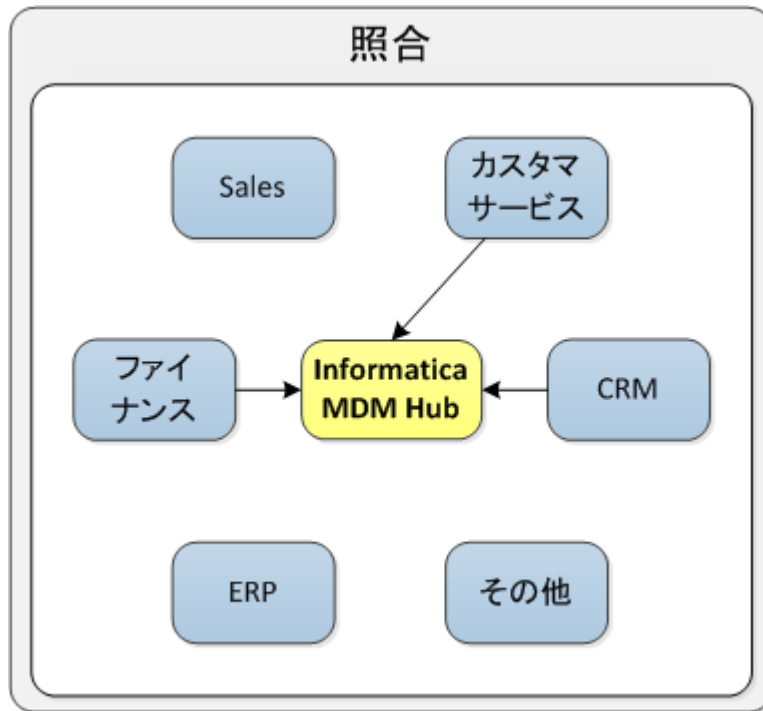 照合
Sales
カスタマ
サービス
ファイ
ナンス
Informatica
MDM Hub
CRM
ERP
その他